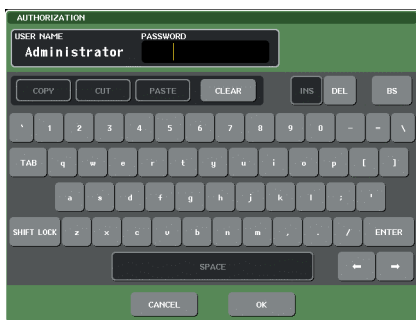 AUTHORIZATION
USER NAME PASSWORD
Administrator
COPY CUT PASTE CLEAR INS DEL BS
` 1 2 3 4 5 6 7 8 9 0 - = \
TAB q w e r t y u i o p [ ]
a s d f g h j k l ; '
SHIFT LOCK z x c v b n m , . / ENTER
SPACE ← →
CANCEL OK